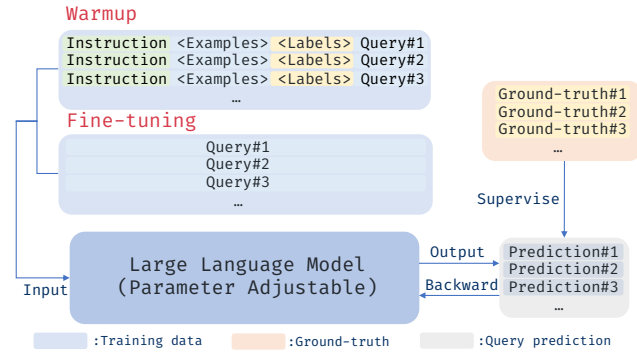 Warmup
Instruction <Examples> <Labels> Query#1
Instruction <Examples> <Labels> Query#2
Instruction <Examples> <Labels> Query#3
…
Fine-tuning
Query#1
Query#2
Query#3
…
Ground-truth#1
Ground-truth#2
Ground-truth#3
…
Supervise
Large Language Model
(Parameter Adjustable)
Input
Output
Backward
Prediction#1
Prediction#2
Prediction#3
…
:Training data
:Ground-truth
:Query prediction